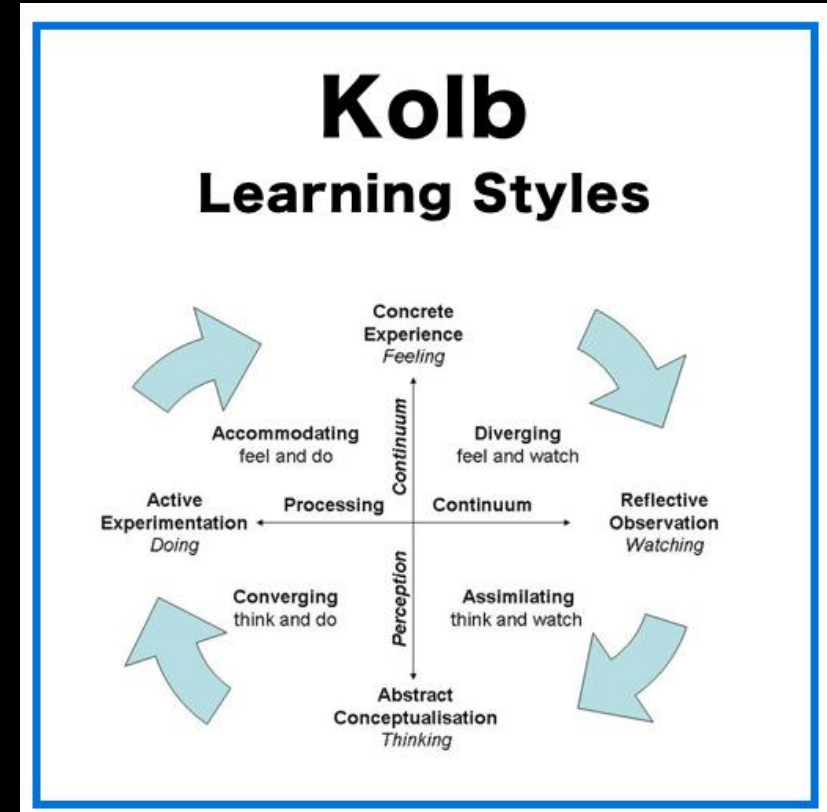 Kolb
Learning Styles
Concrete
Experience
Feeling
Accommodating
feel and do
Continuum
Diverging
feel and watch
Active
Experimentation
Doing
Processing
Continuum
Reflective
Observation
Watching
Converging
think and do
Perception
Assimilating
think and watch
Abstract
Conceptualisation
Thinking